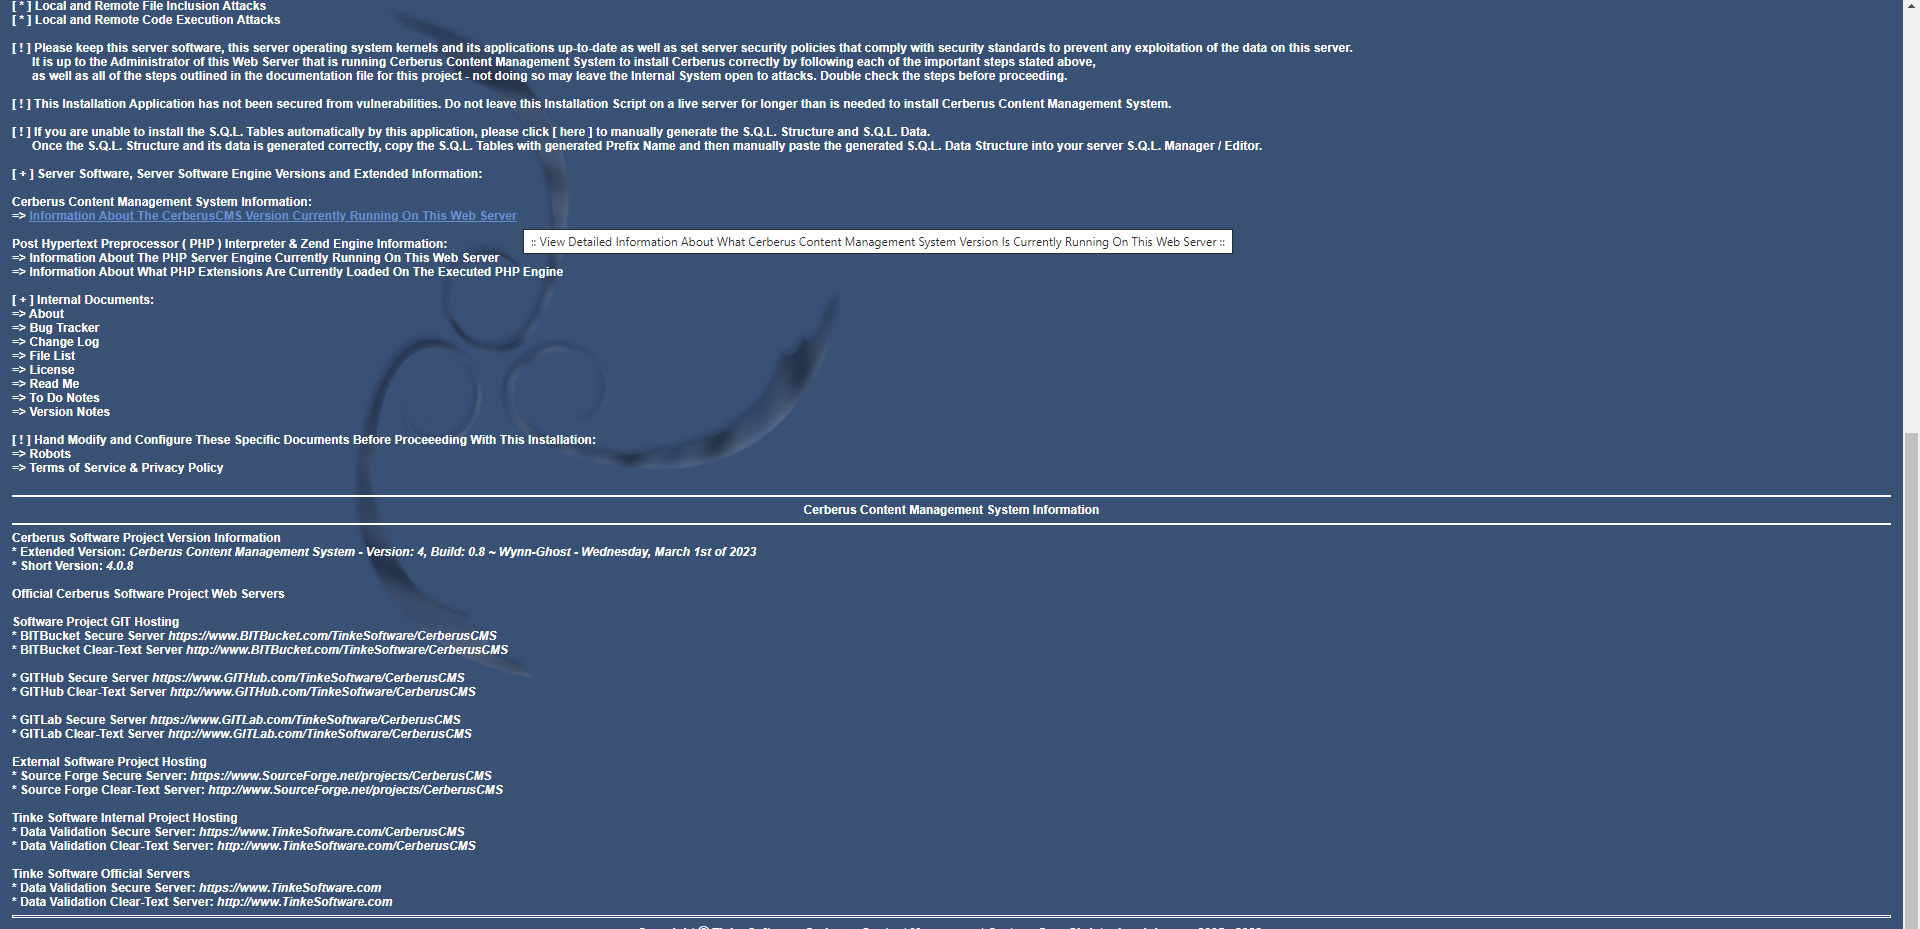 [ * ] Local and Remote File Inclusion Attacks
[ * ] Local and Remote Code Execution Attacks
[ ! ] Please keep this server software, this server operating system kernels and its applications up-to-date as well as set server security policies that comply with security standards to prevent any exploitation of the data on this server.
It is up to the Administrator of this Web Server that is running Cerberus Content Management System to install Cerberus correctly by following each of the important steps stated above,
as well as all of the steps outlined in the documentation file for this project - not doing so may leave the Internal System open to attacks. Double check the steps before proceeding.
[ ! ] This Installation Application has not been secured from vulnerabilities. Do not leave this Installation Script on a live server for longer than is needed to install Cerberus Content Management System.
[ ! ] If you are unable to install the S.Q.L. Tables automatically by this application, please click [ here ] to manually generate the S.Q.L. Structure and S.Q.L. Data.
Once the S.Q.L. Structure and its data is generated correctly, copy the S.Q.L. Tables with generated Prefix Name and then manually paste the generated S.Q.L. Data Structure into your server S.Q.L. Manager / Editor.
[ + ] Server Software, Server Software Engine Versions and Extended Information:
Cerberus Content Management System Information:
=> Information About The CerberusCMS Version Currently Running On This Web Server
:: View Detailed Information About What Cerberus Content Management System Version Is Currently Running On This Web Server ::
Post Hypertext Preprocessor ( PHP ) Interpreter & Zend Engine Information:
=> Information About The PHP Server Engine Currently Running On This Web Server
=> Information About What PHP Extensions Are Currently Loaded On The Executed PHP Engine
[ + ] Internal Documents:
=> About
=> Bug Tracker
=> Change Log
=> File List
=> License
=> Read Me
=> To Do Notes
=> Version Notes
[ ! ] Hand Modify and Configure These Specific Documents Before Proceeeding With This Installation:
=> Robots
=> Terms of Service & Privacy Policy
Cerberus Content Management System Information
Cerberus Software Project Version Information
* Extended Version: Cerberus Content Management System - Version: 4, Build: 0.8 ~ Wynn-Ghost - Wednesday, March 1st of 2023
* Short Version: 4.0.8
Official Cerberus Software Project Web Servers
Software Project GIT Hosting
* BITBucket Secure Server https://www.BITBucket.com/TinkeSoftware/CerberusCMS
* BITBucket Clear-Text Server http://www.BITBucket.com/TinkeSoftware/CerberusCMS
* GITHub Secure Server https://www.GITHub.com/TinkeSoftware/CerberusCMS
* GITHub Clear-Text Server http://www.GITHub.com/TinkeSoftware/CerberusCMS
* GITLab Secure Server https://www.GITLab.com/TinkeSoftware/CerberusCMS
* GITLab Clear-Text Server http://www.GITLab.com/TinkeSoftware/CerberusCMS
External Software Project Hosting
* Source Forge Secure Server: https://www.SourceForge.net/projects/CerberusCMS
* Source Forge Clear-Text Server: http://www.SourceForge.net/projects/CerberusCMS
Tinke Software Internal Project Hosting
* Data Validation Secure Server: https://www.TinkeSoftware.com/CerberusCMS
* Data Validation Clear-Text Server: http://www.TinkeSoftware.com/CerberusCMS
Tinke Software Official Servers
* Data Validation Secure Server: https://www.TinkeSoftware.com
* Data Validation Clear-Text Server: http://www.TinkeSoftware.com